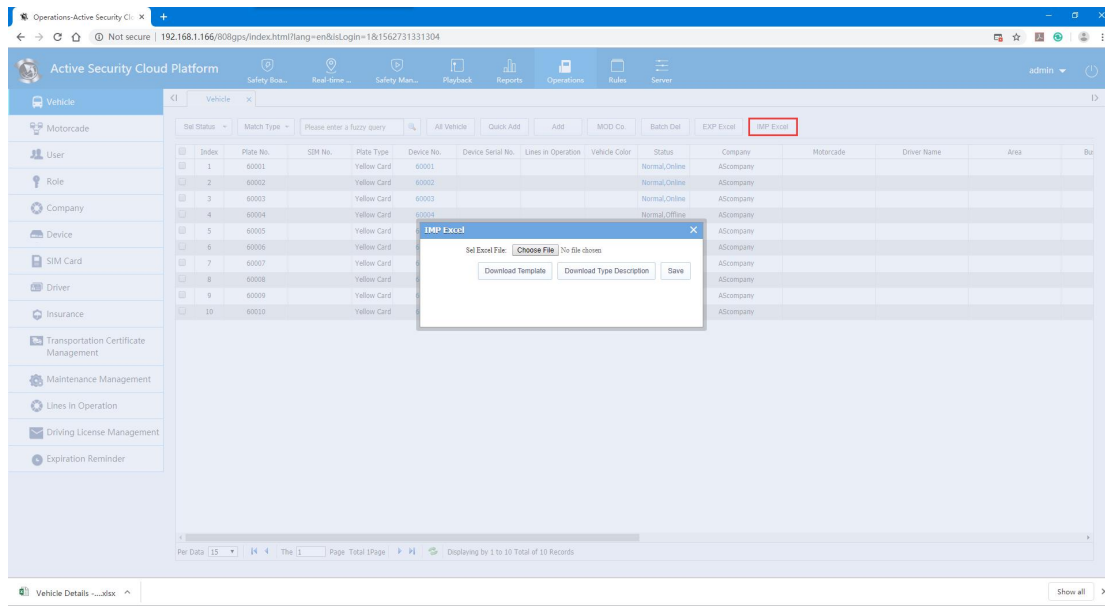 Operations-Active Security Clo
Not secure | 192.168.1.166/808gps/index.html?lang=en&isLogin=1&1562731331304
Active Security Cloud Platform
Safety Boa... Real-time ... Safety Man... Playback Reports Operations Rules Server
admin
Vehicle
Motorcade
User
Role
Company
Device
SIM Card
Driver
Insurance
Transportation Certificate
Management
Maintenance Management
Lines in Operation
Driving License Management
Expiration Reminder
Vehicle
Sel Status Match Type Please enter a fuzzy query All Vehicle Quick Add Add MOD Co. Batch Del EXP Excel IMP Excel
Index Plate No. SIM No. Plate Type Device No. Device Serial No. Lines in Operation Vehicle Color Status Company Motorcade Driver Name Area Bu
1 60001 Yellow Card 60001 Normal,Online AScompany
2 60002 Yellow Card 60002 Normal,Online AScompany
3 60003 Yellow Card 60003 Normal,Online AScompany
4 60004 Yellow Card 60004 Normal,Offline AScompany
5 60005 Yellow Card 6 AScompany
6 60006 Yellow Card 6 AScompany
7 60007 Yellow Card 6 AScompany
8 60008 Yellow Card 6 AScompany
9 60009 Yellow Card 6 AScompany
10 60010 Yellow Card 6 AScompany
IMP Excel
Sel Excel File: Choose File No file chosen
Download Template Download Type Description Save
Per Data 15 The 1 Page Total 1Page Displaying by 1 to 10 Total of 10 Records
Vehicle Details -....xlsx
Show all